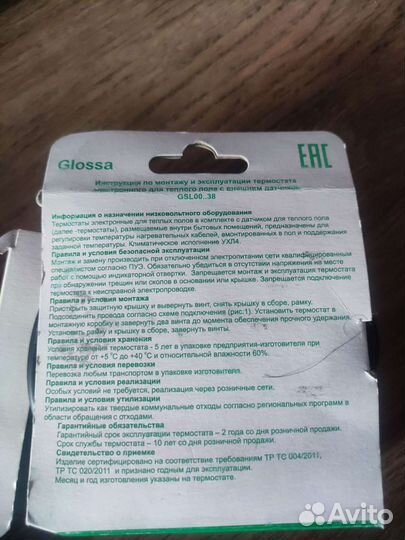 Glossa
EAC
Инструкция по монтажу и эксплуатации термостата
электронного для теплого пола с внешним датчиком
GSL00..38
Информация о назначении низковольтного оборудования
Термостаты электронные для теплый пола в комплекте с датчиком для теплого пола
(далее -термостаты), размещаемые внутри бытовых помещений, предназначены для
регулировки температуры нагревательных кабелей, вмонтированных в пол и поддержания
заданной температуры. Климатическое исполнение УХЛ4.
Правила и условия безопасной эксплуатации
Монтаж и замену производить при отключенном электропитании сети квалифицированным
специалистом согласно ПУЭ. Обязательно убедиться в отсутствии напряжения на месте
работ с помощью индикаторной отвертки. Запрещается монтаж и эксплуатация термостата
при обнаружении трещин или сколов в основании или крышке. Запрещается подключение
термостата к неисправной электропроводке.
Правила и условия монтажа
Приоткрыть защитную крышку и вывернуть винт, снять крышку в сборе, рамку.
Подсоединить провода согласно схемы подключения (рис.1). Установить термостат в
монтажную коробку и завернуть два винта до момента обеспечения прочного удержания.
Установить рамку и крышку в сборе, завернуть винты.
Правила и условия хранения
Условия хранения термостата - 5 лет в упаковке предприятия-изготовителя при
температуре от +5 °C до +40 °C и относительной влажности 60%.
Правила и условия перевозки
Перевозка любым транспортом в упаковке изготовителя.
Правила и условия реализации
Особых условий не требуется, реализация через розничные сети.
Правила и условия утилизации
Утилизировать как твердые коммунальные отходы согласно региональных программ в
области обращения с отходами.
Гарантийные обязательства
Гарантийный срок эксплуатации термостата – 2 года со дня розничной продажи.
Срок службы термостата – 10 лет со дня розничной продажи.
Свидетельство о приемке
Изделие сертифицировано на соответствие требованиям ТР ТС 004/2011,
ТР ТС 020/2011 и признано годным для эксплуатации.
Месяц и год изготовления указаны на термостате.
Avito